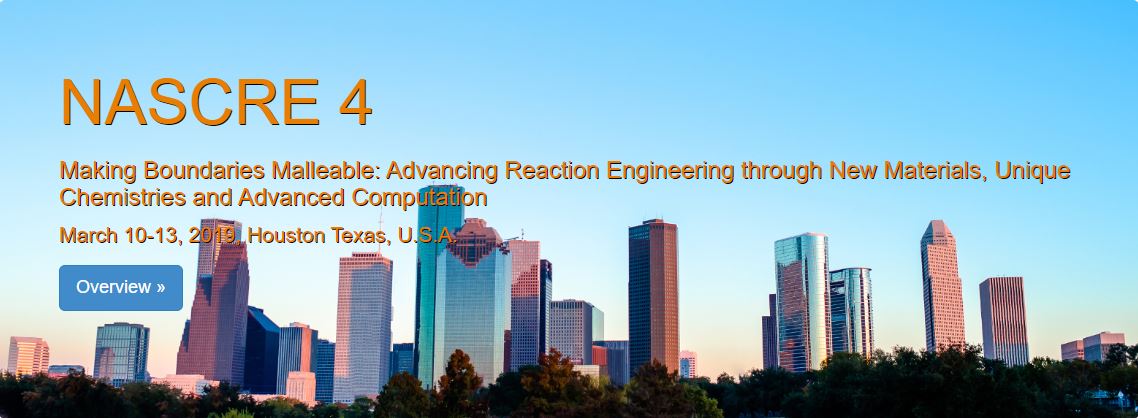 NASCRE 4
Making Boundaries Malleable: Advancing Reaction Engineering through New Materials, Unique
Chemistries and Advanced Computation
March 10-13, 2019, Houston Texas, U.S.A.
Overview »